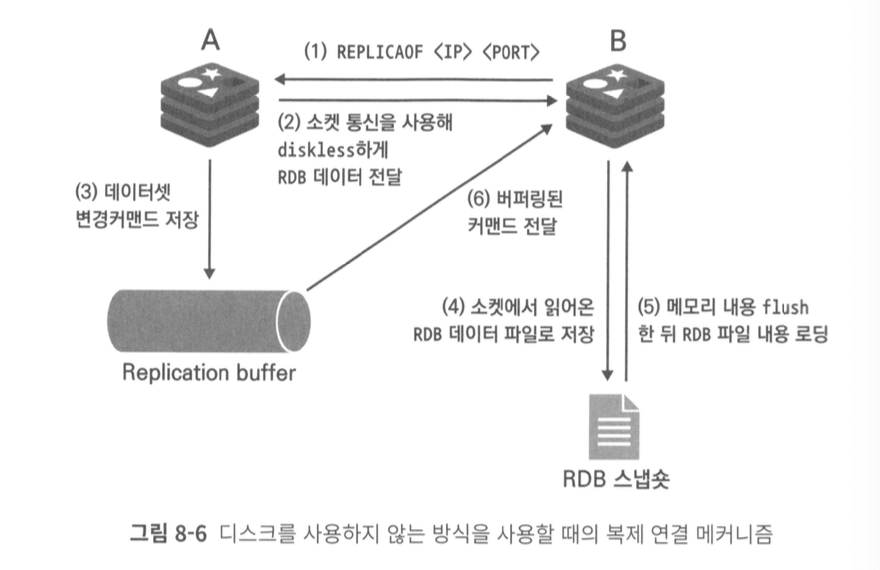 A
B
(1) REPLICAOF <IP> <PORT>
(2) 소켓 통신을 사용해
diskless하게
RDB 데이터 전달
(3) 데이터셋
변경커맨드 저장
(6) 버퍼링된
커맨드 전달
(4) 소켓에서 읽어온
RDB 데이터 파일로 저장
(5) 메모리 내용 flush
한 뒤 RDB 파일 내용 로딩
Replication buffer
RDB 스냅숏
그림 8-6 디스크를 사용하지 않는 방식을 사용할 때의 복제 연결 메커니즘